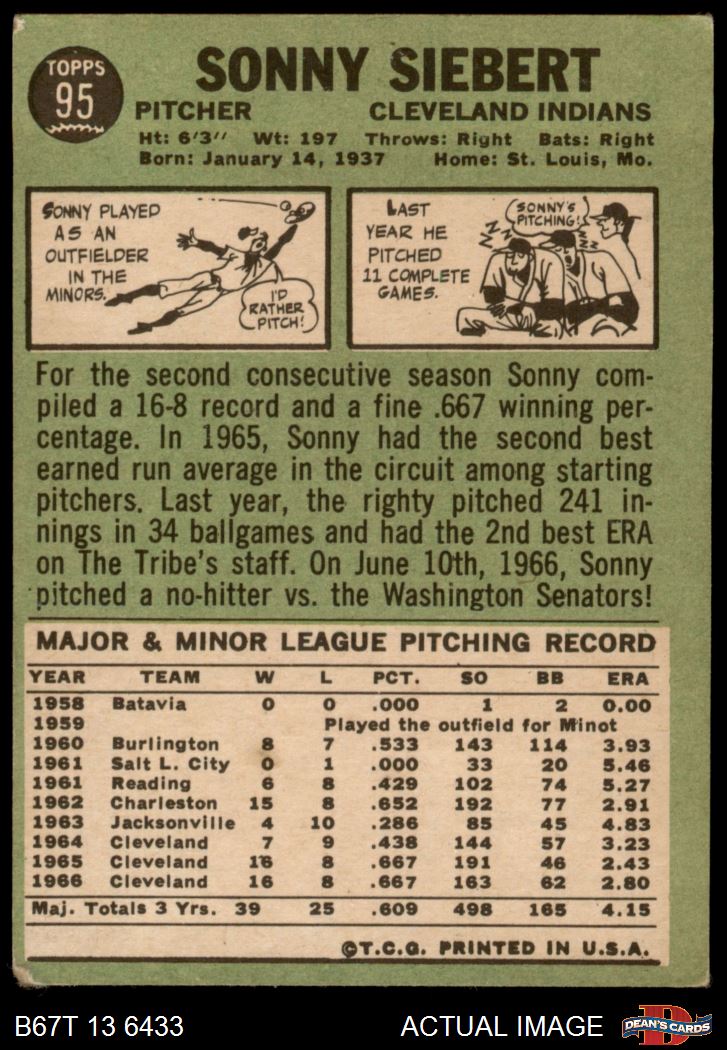 TOPPS
95
SONNY SIEBERT
PITCHER CLEVELAND INDIANS
Ht: 6'3" Wt: 197 Throws: Right Bats: Right
Born: January 14, 1937 Home: St. Louis, Mo.
SONNY PLAYED
AS AN
OUTFIELDER
IN THE
MINORS.
I'D
RATHER
PITCH!
LAST
YEAR HE
PITCHED
11 COMPLETE
GAMES.
SONNY'S
PITCHING!
Z Z Z Z
Z Z Z
For the second consecutive season Sonny com-
piled a 16-8 record and a fine .667 winning per-
centage. In 1965, Sonny had the second best
earned run average in the circuit among starting
pitchers. Last year, the righty pitched 241 in-
nings in 34 ballgames and had the 2nd best ERA
on The Tribe's staff. On June 10th, 1966, Sonny
pitched a no-hitter vs. the Washington Senators!
MAJOR & MINOR LEAGUE PITCHING RECORD
YEAR TEAM W L PCT. SO BB ERA
1958 Batavia 0 0 .000 1 2 0.00
1959 Played the outfield for Minot
1960 Burlington 8 7 .533 143 114 3.93
1961 Salt L. City 0 1 .000 33 20 5.46
1961 Reading 6 8 .429 102 74 5.27
1962 Charleston 15 8 .652 192 77 2.91
1963 Jacksonville 4 10 .286 85 45 4.83
1964 Cleveland 7 9 .438 144 57 3.23
1965 Cleveland 16 8 .667 191 46 2.43
1966 Cleveland 16 8 .667 163 62 2.80
Maj. Totals 3 Yrs. 39 25 .609 498 165 4.15
©T.C.G. PRINTED IN U.S.A.
B67T 13 6433 ACTUAL IMAGE
D
DEAN'S CARDS